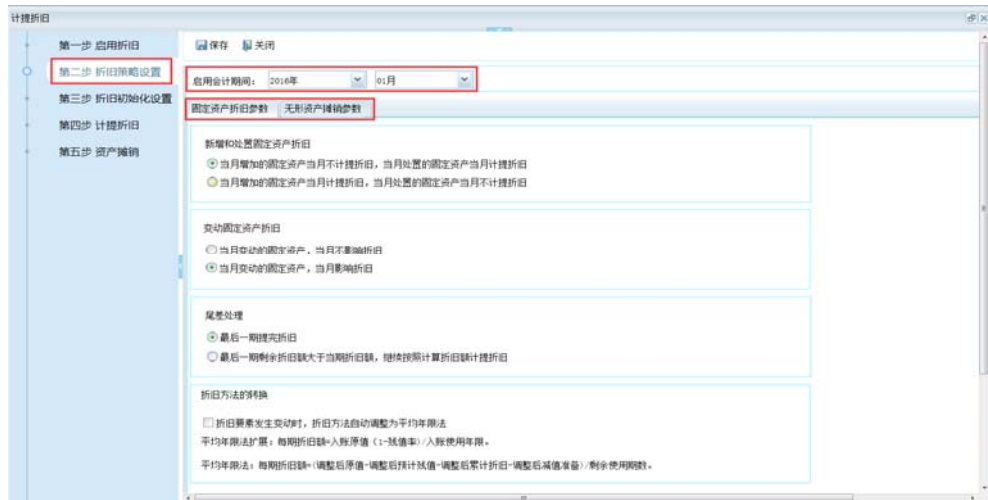 计提折旧
第一步 启用折旧
第二步 折旧策略设置
第三步 折旧初始化设置
第四步 计提折旧
第五步 资产摊销
保存 关闭
启用会计期间： 2016年 01月
固定资产折旧参数 无形资产摊销参数
新增和处置固定资产折旧
当月增加的固定资产当月不计提折旧，当月处置的固定资产当月计提折旧
当月增加的固定资产当月计提折旧，当月处置的固定资产当月不计提折旧
变动固定资产折旧
当月变动的固定资产，当月不影响折旧
当月变动的固定资产，当月影响折旧
尾差处理
最后一期提完折旧
最后一期剩余折旧额大于当期折旧额，继续按照计算折旧额计提折旧
折旧方法的转换
折旧要素发生变动时，折旧方法自动调整为平均年限法
平均年限法扩展：每期折旧额=入账原值（1-残值率）/入账使用年限。
平均年限法：每期折旧额=(调整后原值-调整后预计残值-调整后累计折旧-调整后减值准备)/剩余使用期数。